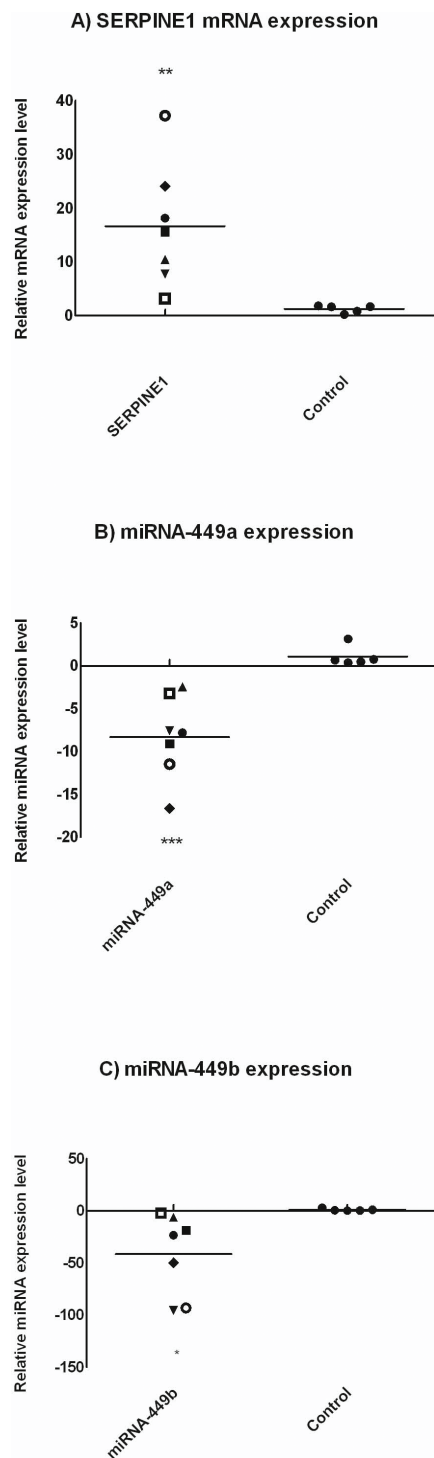 A) SERPINE1 mRNA expression
**
Relative mRNA expression level
40
30
20
10
0
SERPINE1
Control
B) miRNA-449a expression
Relative miRNA expression level
5
0
-5
-10
-15
-20
***
miRNA-449a
Control
C) miRNA-449b expression
Relative miRNA expression level
50
0
-50
-100
-150
*
miRNA-449b
Control